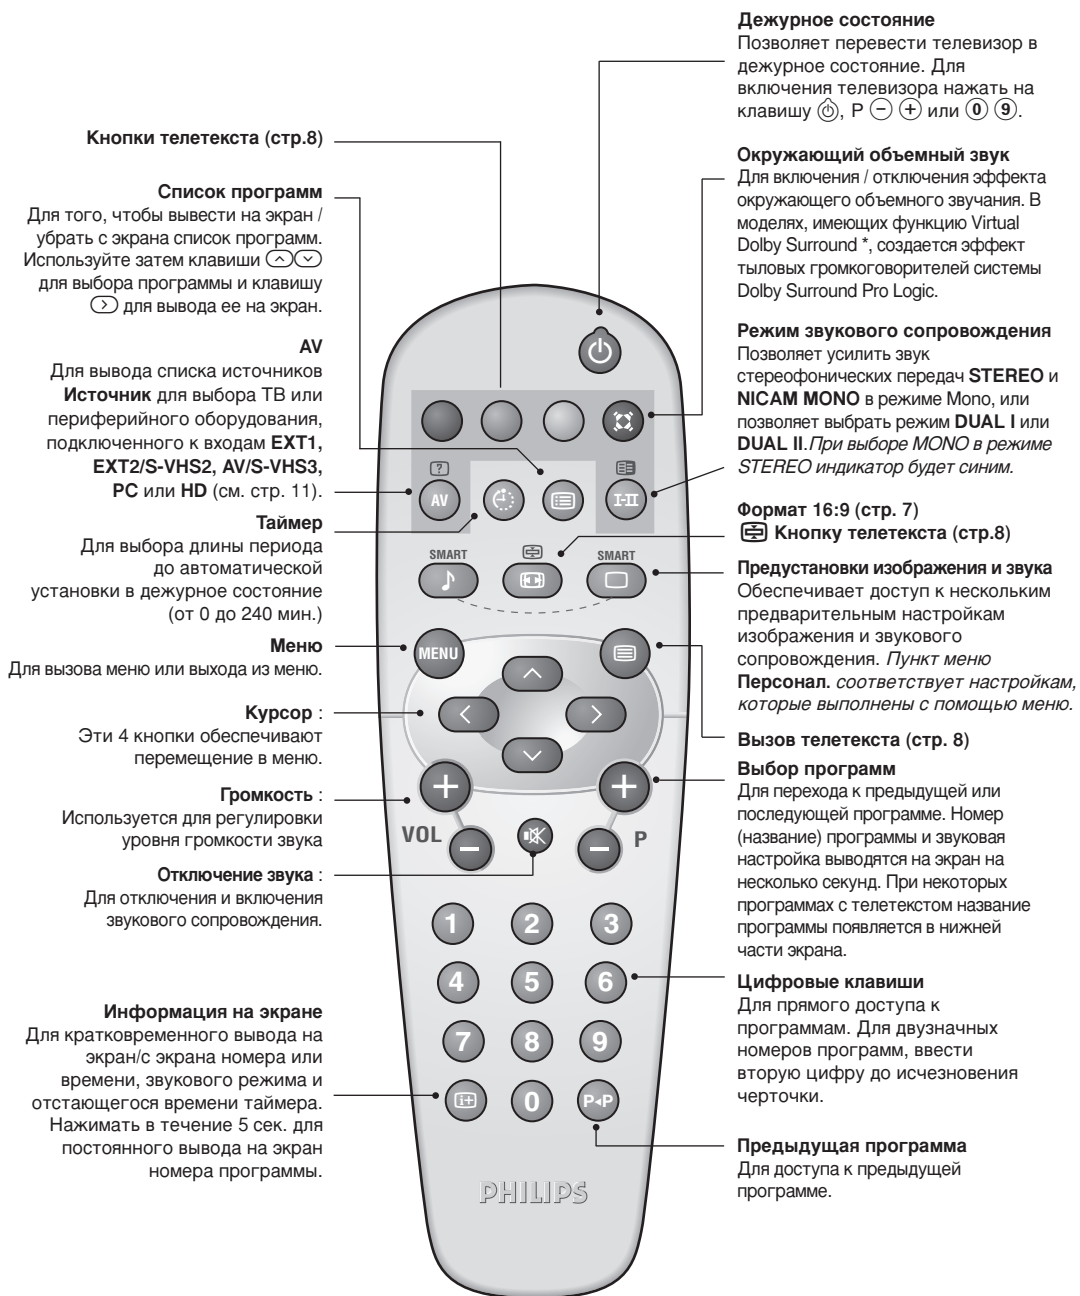 Дежурное состояние
Позволяет перевести телевизор в
дежурное состояние. Для
включения телевизора нажать на
клавишу ⏻, P − + или 0 9.
Кнопки телетекста (стр.8)
Окружающий объемный звук
Для включения / отключения эффекта
окружающего объемного звучания. В
моделях, имеющих функцию Virtual
Dolby Surround *, создается эффект
тыловых громкоговорителей системы
Dolby Surround Pro Logic.
Список программ
Для того, чтобы вывести на экран /
убрать с экрана список программ.
Используйте затем клавиши
для выбора программы и клавишу
для вывода ее на экран.
Режим звукового сопровождения
Позволяет усилить звук
стереофонических передач STEREO и
NICAM MONO в режиме Mono, или
позволяет выбрать режим DUAL I или
DUAL II.При выборе MONO в режиме
STEREO индикатор будет синим.
AV
Для вывода списка источников
Источник для выбора ТВ или
периферийного оборудования,
подключенного к входам EXT1,
EXT2/S-VHS2, AV/S-VHS3,
PC или HD (см. стр. 11).
Формат 16:9 (стр. 7)
Кнопку телетекста (стр.8)
Таймер
Для выбора длины периода
до автоматической
установки в дежурное состояние
(от 0 до 240 мин.)
Предустановки изображения и звука
Обеспечивает доступ к нескольким
предварительным настройкам
изображения и звукового
сопровождения. Пункт меню
Персонал. соответствует настройкам,
которые выполнены с помощью меню.
Меню
Для вызова меню или выхода из меню.
Курсор :
Эти 4 кнопки обеспечивают
перемещение в меню.
Вызов телетекста (стр. 8)
Выбор программ
Для перехода к предыдущей или
последующей программе. Номер
(название) программы и звуковая
настройка выводятся на экран на
несколько секунд. При некоторых
программах с телетекстом название
программы появляется в нижней
части экрана.
Громкость :
Используется для регулировки
уровня громкости звука
Отключение звука :
Для отключения и включения
звукового сопровождения.
Цифровые клавиши
Для прямого доступа к
программам. Для двузначных
номеров программ, ввести
вторую цифру до исчезновения
черточки.
Информация на экране
Для кратковременного вывода на
экран/с экрана номера или
времени, звукового режима и
отстающегося времени таймера.
Нажимать в течение 5 сек. для
постоянного вывода на экран
номера программы.
Предыдущая программа
Для доступа к предыдущей
программе.
?
AV I-II
SMART SMART
MENU
+ +
VOL − − P
1 2 3
4 5 6
7 8 9
i+ 0 P◂P
PHILIPS